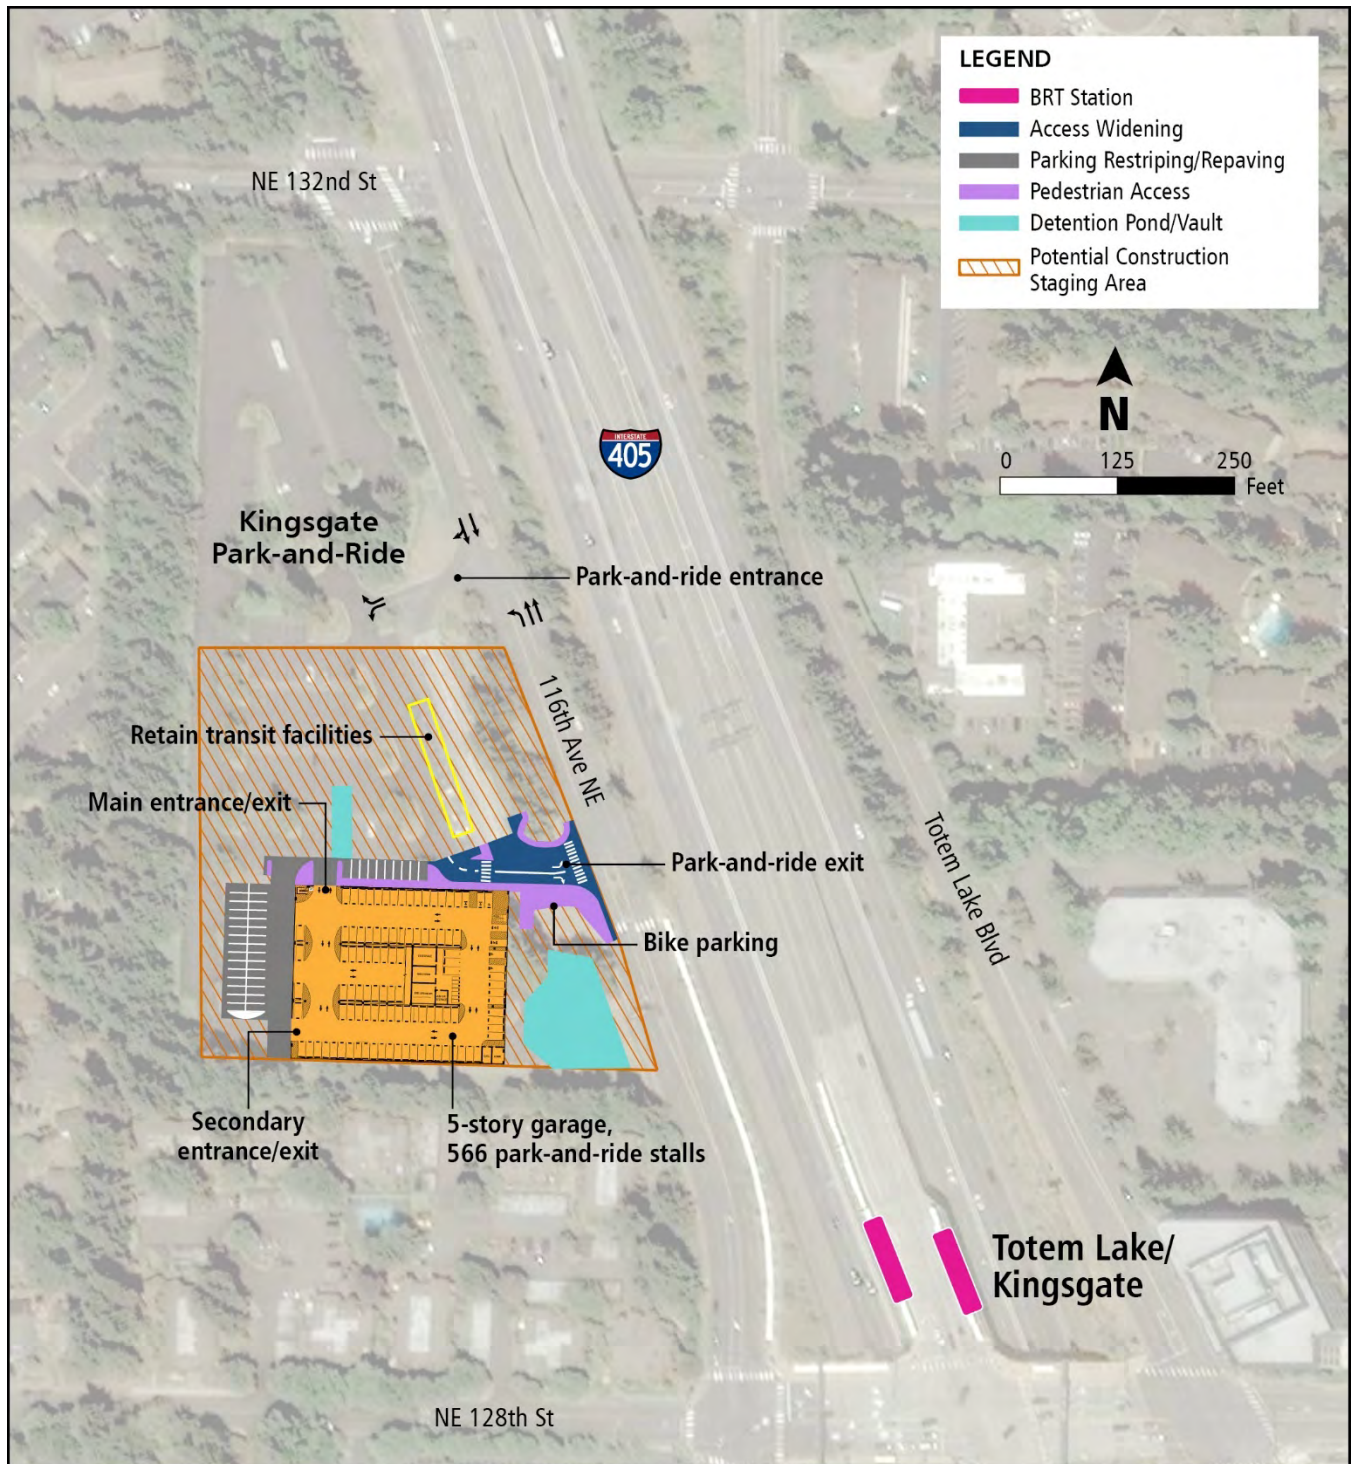 LEGEND
BRT Station
Access Widening
Parking Restriping/Repaving
Pedestrian Access
Detention Pond/Vault
Potential Construction
Staging Area
NE 132nd St
N
0 125 250
Feet
INTERSTATE
405
Kingsgate
Park-and-Ride
Park-and-ride entrance
116th Ave NE
Retain transit facilities
Main entrance/exit
Park-and-ride exit
Totem Lake Blvd
Bike parking
Secondary
entrance/exit
5-story garage,
566 park-and-ride stalls
Totem Lake/
Kingsgate
NE 128th St